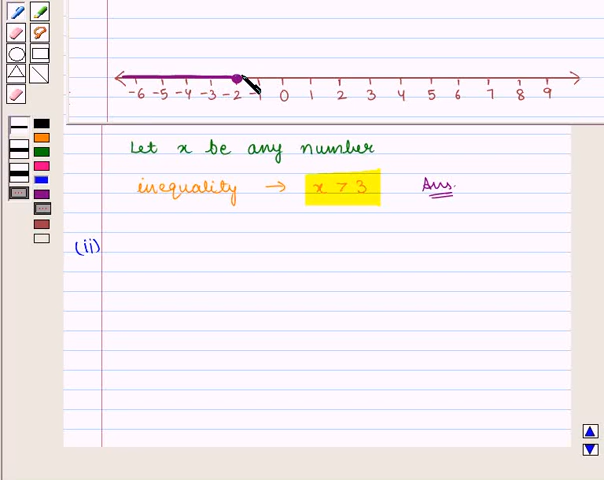 -6 -5 -4 -3 -2 -1 0 1 2 3 4 5 6 7 8 9
Let x be any number
inequality → x > 3 Ans.
(ii)